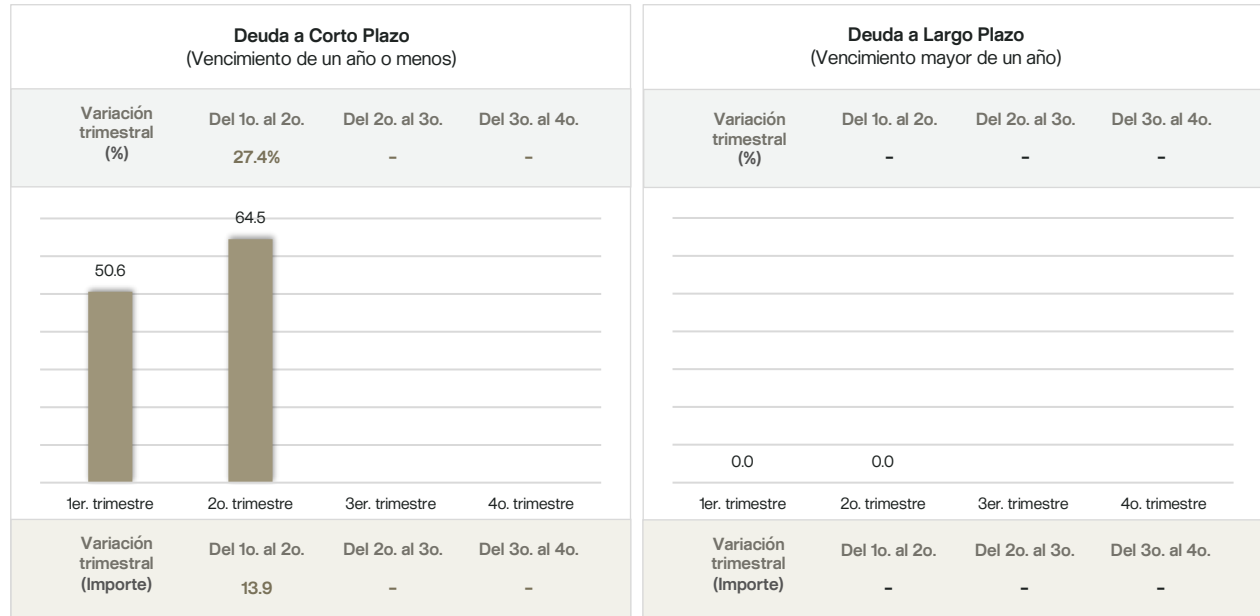 Deuda a Corto Plazo
(Vencimiento de un año o menos)
Variación
trimestral
(%)
Del 1o. al 2o.
Del 2o. al 3o.
Del 3o. al 4o.
27.4%
–
–
50.6
64.5
1er. trimestre
2o. trimestre
3er. trimestre
4o. trimestre
Variación
trimestral
(Importe)
Del 1o. al 2o.
Del 2o. al 3o.
Del 3o. al 4o.
13.9
–
–
Deuda a Largo Plazo
(Vencimiento mayor de un año)
Variación
trimestral
(%)
Del 1o. al 2o.
Del 2o. al 3o.
Del 3o. al 4o.
–
–
–
0.0
0.0
1er. trimestre
2o. trimestre
3er. trimestre
4o. trimestre
Variación
trimestral
(Importe)
Del 1o. al 2o.
Del 2o. al 3o.
Del 3o. al 4o.
–
–
–